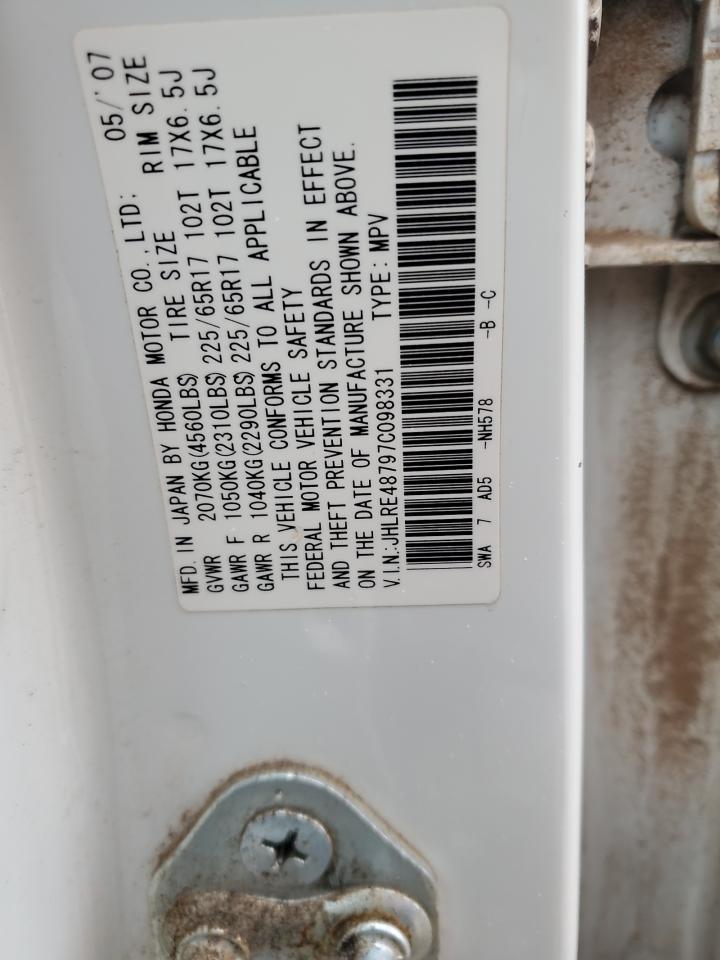 MFD. IN JAPAN BY HONDA MOTOR CO.,LTD: 05/'07
GVWR 2070KG(4560LBS) TIRE SIZE RIM SIZE
GAWR F 1050KG(2310LBS) 225/65R17 102T 17X6.5J
GAWR R 1040KG(2290LBS) 225/65R17 102T 17X6.5J
THIS VEHICLE CONFORMS TO ALL APPLICABLE
FEDERAL MOTOR VEHICLE SAFETY
AND THEFT PREVENTION STANDARDS IN EFFECT
ON THE DATE OF MANUFACTURE SHOWN ABOVE.
V.I.N.:JHLRE48797C098331 TYPE:MPV
SWA 7 AD5 -NH578 -B -C